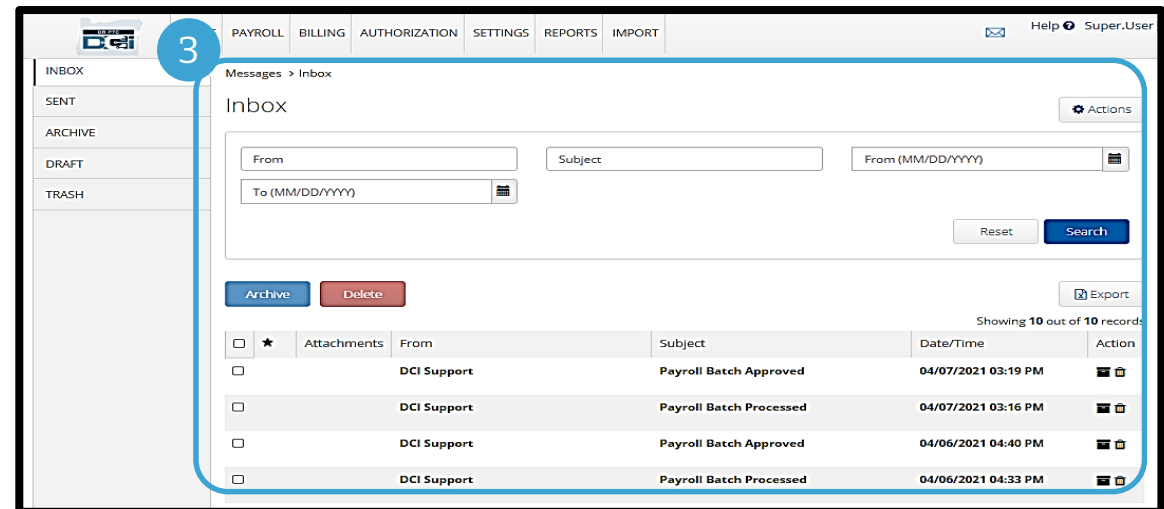 Help Super.User
OR PTC
DCi
3
PAYROLL BILLING AUTHORIZATION SETTINGS REPORTS IMPORT
INBOX
SENT
ARCHIVE
DRAFT
TRASH
Messages > Inbox
Inbox
Actions
From Subject From (MM/DD/YYYY)
To (MM/DD/YYYY)
Reset Search
Archive Delete Export
Showing 10 out of 10 records
★ Attachments From Subject Date/Time Action
DCI Support Payroll Batch Approved 04/07/2021 03:19 PM
DCI Support Payroll Batch Processed 04/07/2021 03:16 PM
DCI Support Payroll Batch Approved 04/06/2021 04:40 PM
DCI Support Payroll Batch Processed 04/06/2021 04:33 PM